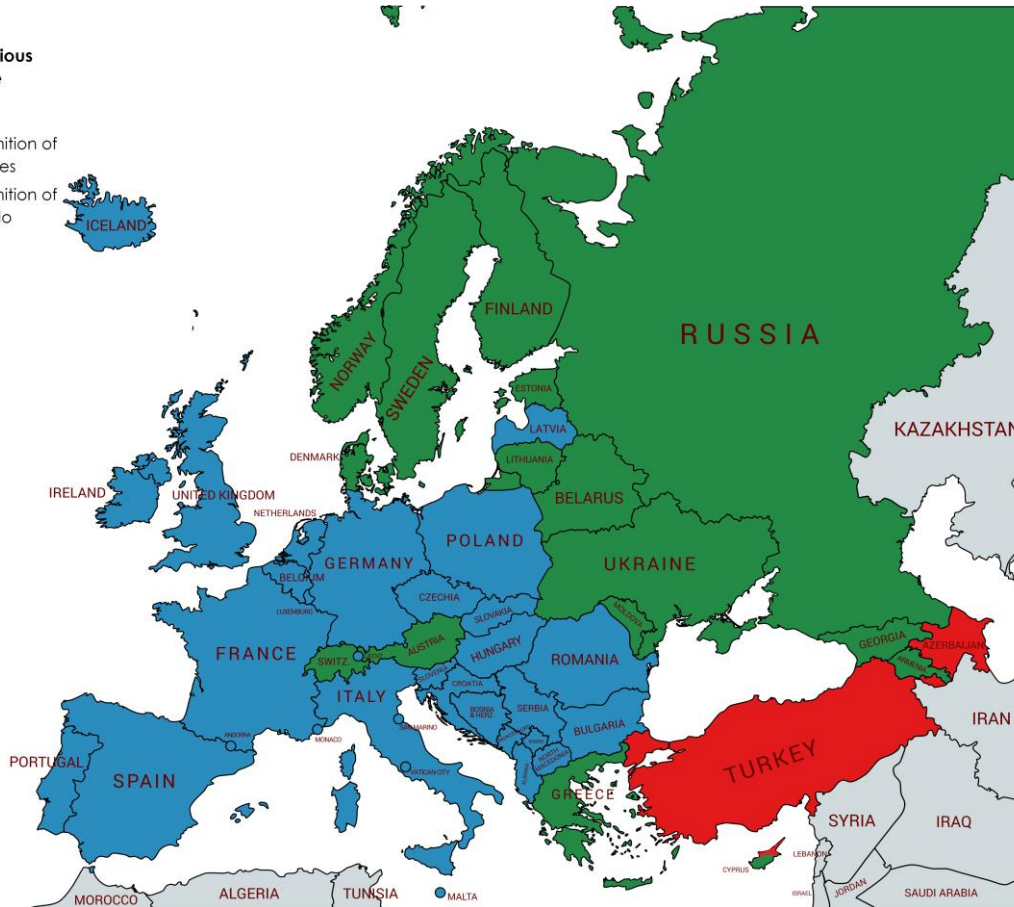 ious
e
nition of
es
nition of
lo
ICELAND
RUSSIA
FINLAND
NORWAY
SWEDEN
ESTONIA
KAZAKHSTAN
LATVIA
DENMARK
LITHUANIA
IRELAND
UNITED KINGDOM
BELARUS
NETHERLANDS
POLAND
GERMANY
UKRAINE
BELGIUM
CZECHIA
LUXEMBURG
SLOVAKIA
MOLDOVA
AUSTRIA
HUNGARY
GEORGIA
AZERBAIJAN
FRANCE
SWITZ.
ROMANIA
ARMENIA
SLOVENIA
CROATIA
ITALY
BOSNIA
& HERZ.
SERBIA
IRAN
SAN MARINO
BULGARIA
ANDORRA
MONACO
NORTH
MACEDONIA
PORTUGAL
VATICAN CITY
ALBANIA
TURKEY
SPAIN
GREECE
SYRIA
IRAQ
LEBANON
CYPRUS
MOROCCO
ALGERIA
TUNISIA
MALTA
ISRAEL
JORDAN
SAUDI ARABIA